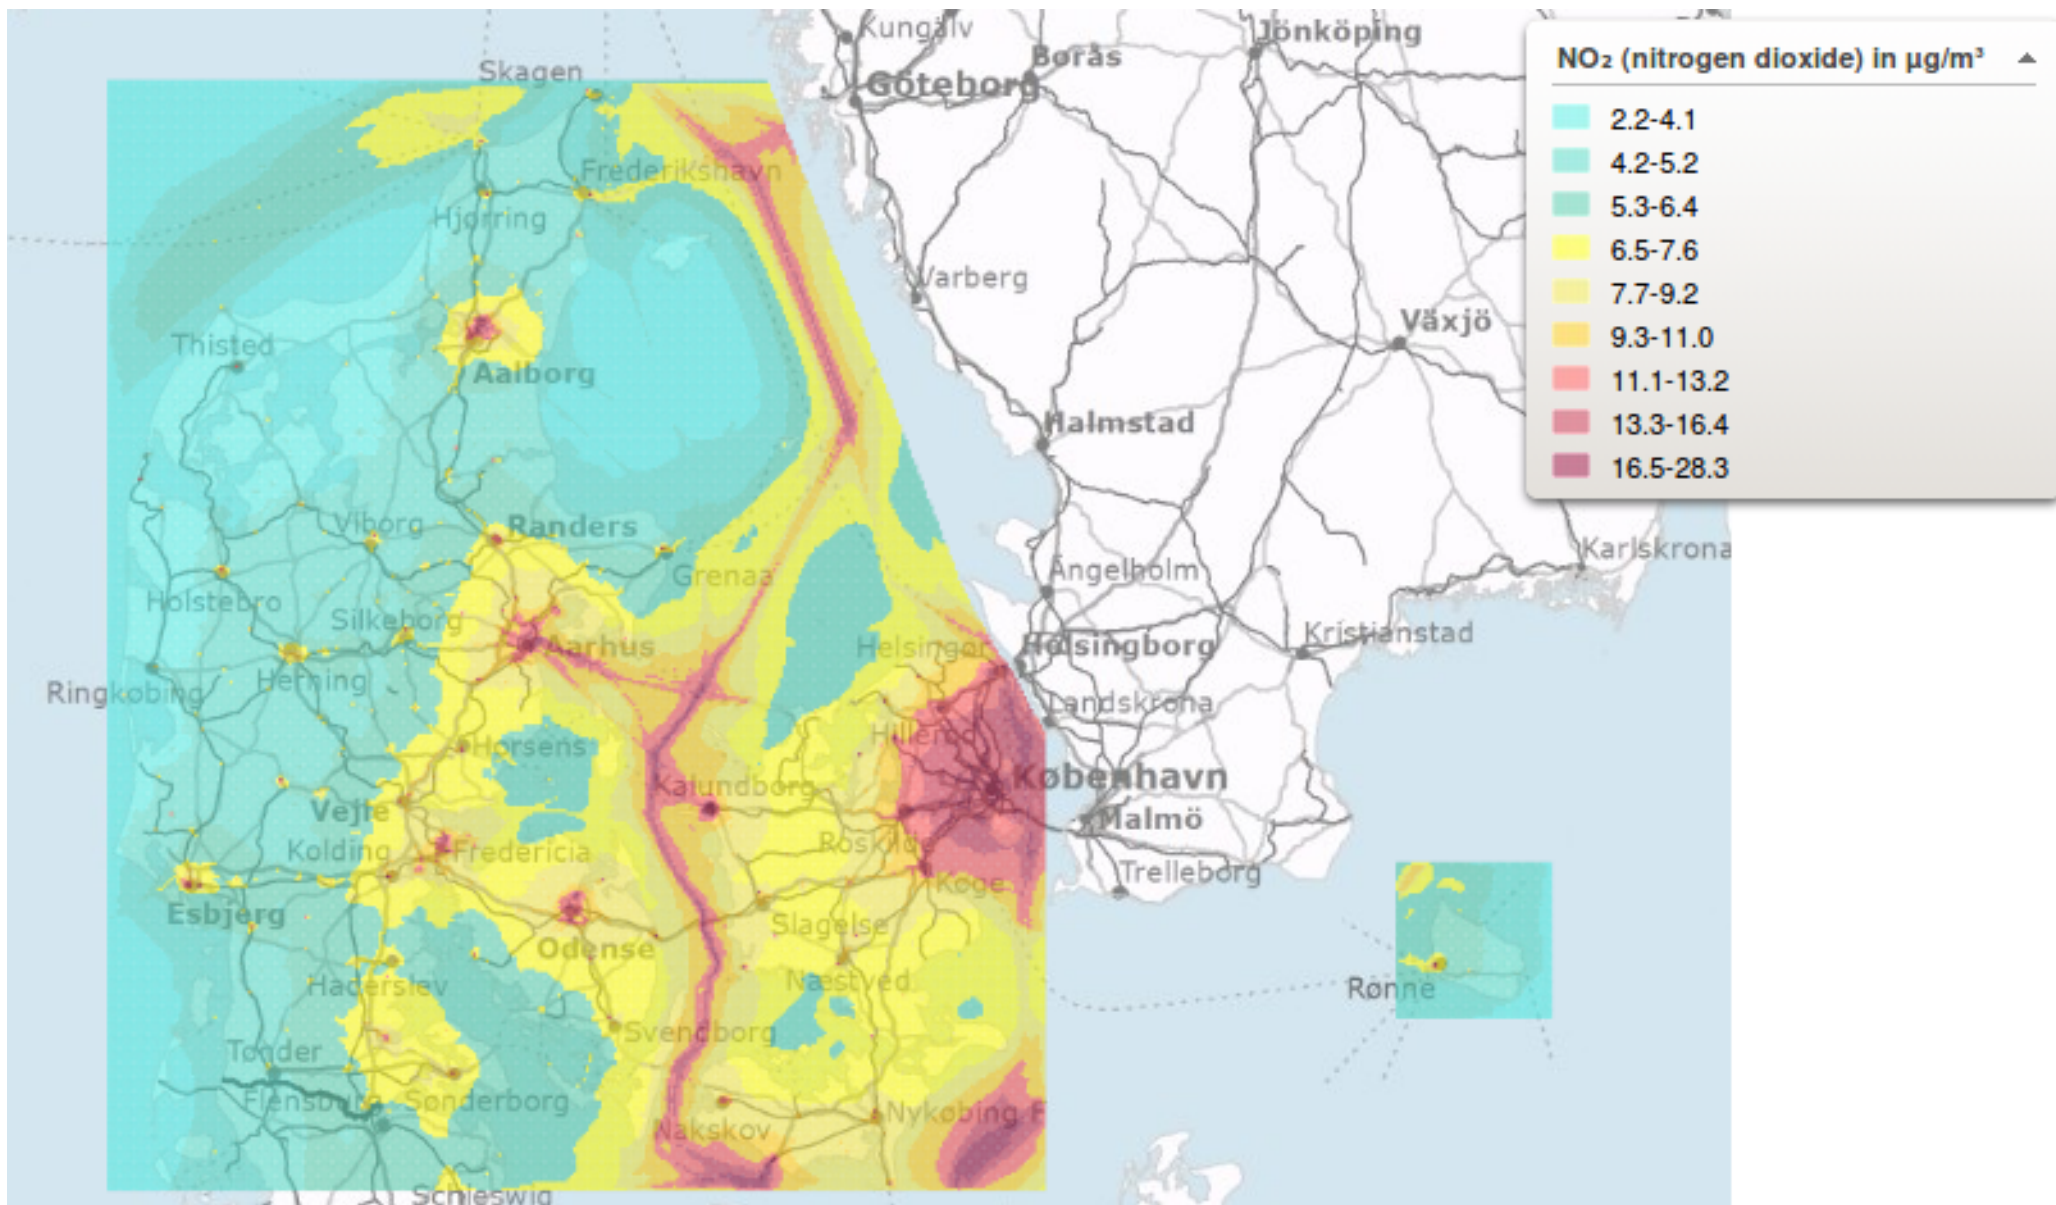 Kungälv
Jönköping
Borås
NO₂ (nitrogen dioxide) in µg/m³
Skagen
Göteborg
2.2-4.1
4.2-5.2
Frederikshavn
5.3-6.4
Hjørring
6.5-7.6
Varberg
7.7-9.2
Växjö
9.3-11.0
Thisted
Aalborg
11.1-13.2
Halmstad
13.3-16.4
16.5-28.3
Viborg
Randers
Karlskrona
Grenaa
Ängelholm
Holstebro
Silkeborg
Kristianstad
Aarhus
Helsingør
Helsingborg
Herning
Ringkøbing
Landskrona
Hillerød
Horsens
København
Kalundborg
Vejle
Malmö
Roskilde
Kolding
Fredericia
Trelleborg
Køge
Esbjerg
Slagelse
Odense
Næstved
Haderslev
Rønne
Svendborg
Tønder
Flensburg
Sønderborg
Nykøbing F
Nakskov
Schleswig